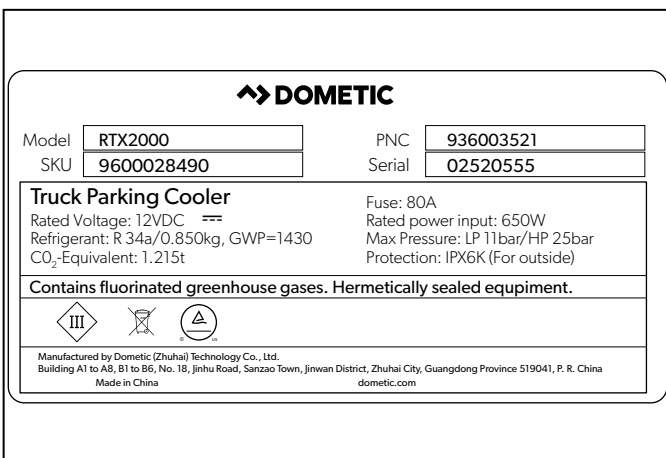 DOMETIC
Model RTX2000 PNC 936003521
SKU 9600028490 Serial 02520555
Truck Parking Cooler
Rated Voltage: 12VDC
Refrigerant: R 34a/0.850kg, GWP=1430
CO2-Equivalent: 1.215t
Fuse: 80A
Rated power input: 650W
Max Pressure: LP 11bar/HP 25bar
Protection: IPX6K (For outside)
Contains fluorinated greenhouse gases. Hermetically sealed equpiment.
III
c us
Manufactured by Dometic (Zhuhai) Technology Co., Ltd.
Building A1 to A8, B1 to B6, No. 18, Jinhu Road, Sanzao Town, Jinwan District, Zhuhai City, Guangdong Province 519041, P. R. China
Made in China dometic.com